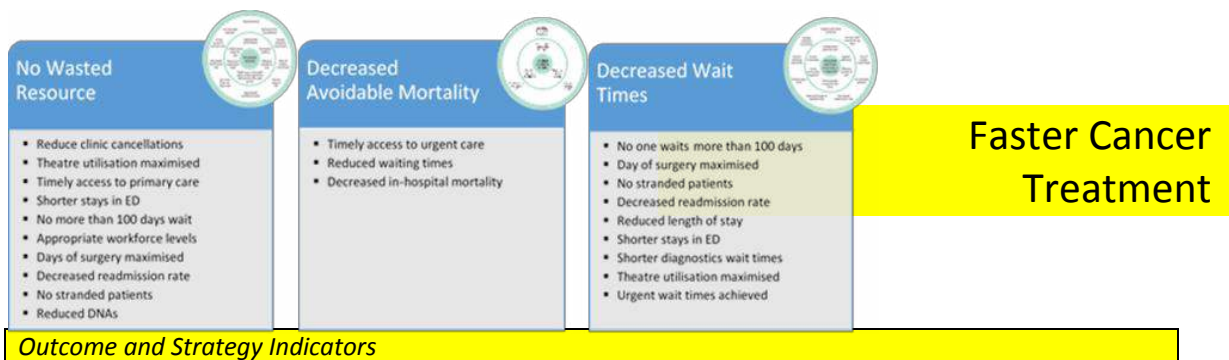 No Wasted
Resource
▪ Reduce clinic cancellations
▪ Theatre utilisation maximised
▪ Timely access to primary care
▪ Shorter stays in ED
▪ No more than 100 days wait
▪ Appropriate workforce levels
▪ Days of surgery maximised
▪ Decreased readmission rate
▪ No stranded patients
▪ Reduced DNAs
Decreased
Avoidable Mortality
▪ Timely access to urgent care
▪ Reduced waiting times
▪ Decreased in-hospital mortality
Decreased Wait
Times
▪ No one waits more than 100 days
▪ Day of surgery maximised
▪ No stranded patients
▪ Decreased readmission rate
▪ Reduced length of stay
▪ Shorter stays in ED
▪ Shorter diagnostics wait times
▪ Theatre utilisation maximised
▪ Urgent wait times achieved
Faster Cancer
Treatment
Outcome and Strategy Indicators